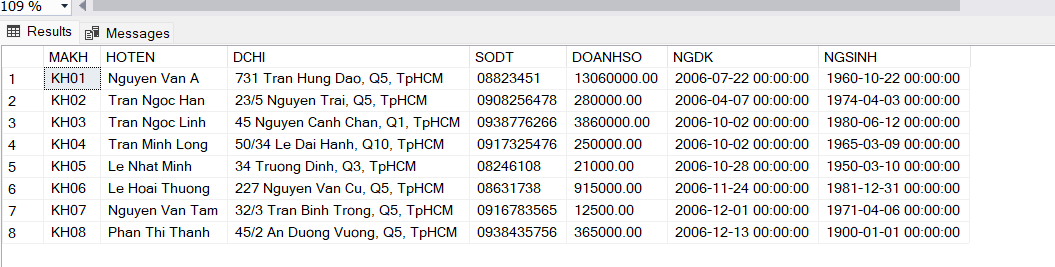 109 %
Results Messages
MAKH HOTEN DCHI SODT DOANHSO NGDK NGSINH
1 KH01 Nguyen Van A 731 Tran Hung Dao, Q5, TpHCM 08823451 13060000.00 2006-07-22 00:00:00 1960-10-22 00:00:00
2 KH02 Tran Ngoc Han 23/5 Nguyen Trai, Q5, TpHCM 0908256478 280000.00 2006-04-07 00:00:00 1974-04-03 00:00:00
3 KH03 Tran Ngoc Linh 45 Nguyen Canh Chan, Q1, TpHCM 0938776266 3860000.00 2006-10-02 00:00:00 1980-06-12 00:00:00
4 KH04 Tran Minh Long 50/34 Le Dai Hanh, Q10, TpHCM 0917325476 250000.00 2006-10-02 00:00:00 1965-03-09 00:00:00
5 KH05 Le Nhat Minh 34 Truong Dinh, Q3, TpHCM 08246108 21000.00 2006-10-28 00:00:00 1950-03-10 00:00:00
6 KH06 Le Hoai Thuong 227 Nguyen Van Cu, Q5, TpHCM 08631738 915000.00 2006-11-24 00:00:00 1981-12-31 00:00:00
7 KH07 Nguyen Van Tam 32/3 Tran Binh Trong, Q5, TpHCM 0916783565 12500.00 2006-12-01 00:00:00 1971-04-06 00:00:00
8 KH08 Phan Thi Thanh 45/2 An Duong Vuong, Q5, TpHCM 0938435756 365000.00 2006-12-13 00:00:00 1900-01-01 00:00:00